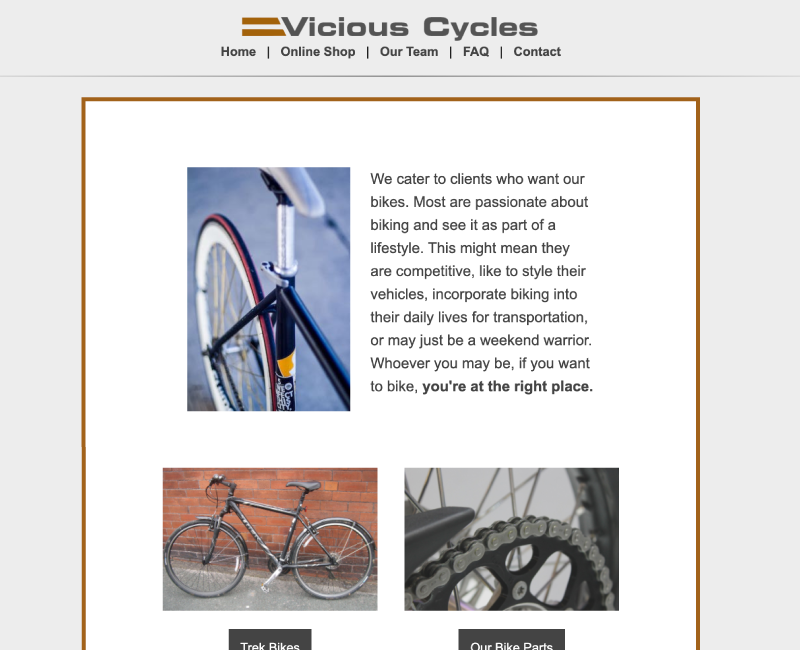 Vicious Cycles
Home | Online Shop | Our Team | FAQ | Contact
We cater to clients who want our
bikes. Most are passionate about
biking and see it as part of a
lifestyle. This might mean they
are competitive, like to style their
vehicles, incorporate biking into
their daily lives for transportation,
or may just be a weekend warrior.
Whoever you may be, if you want
to bike, you're at the right place.
Trek Bikes
Our Bike Parts